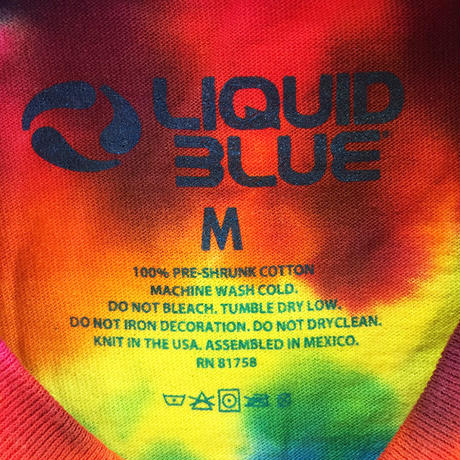 LIQUID
BLUE
M
100% PRE-SHRUNK COTTON
MACHINE WASH COLD.
DO NOT BLEACH. TUMBLE DRY LOW.
DO NOT IRON DECORATION. DO NOT DRYCLEAN.
KNIT IN THE USA. ASSEMBLED IN MEXICO.
RN 81758